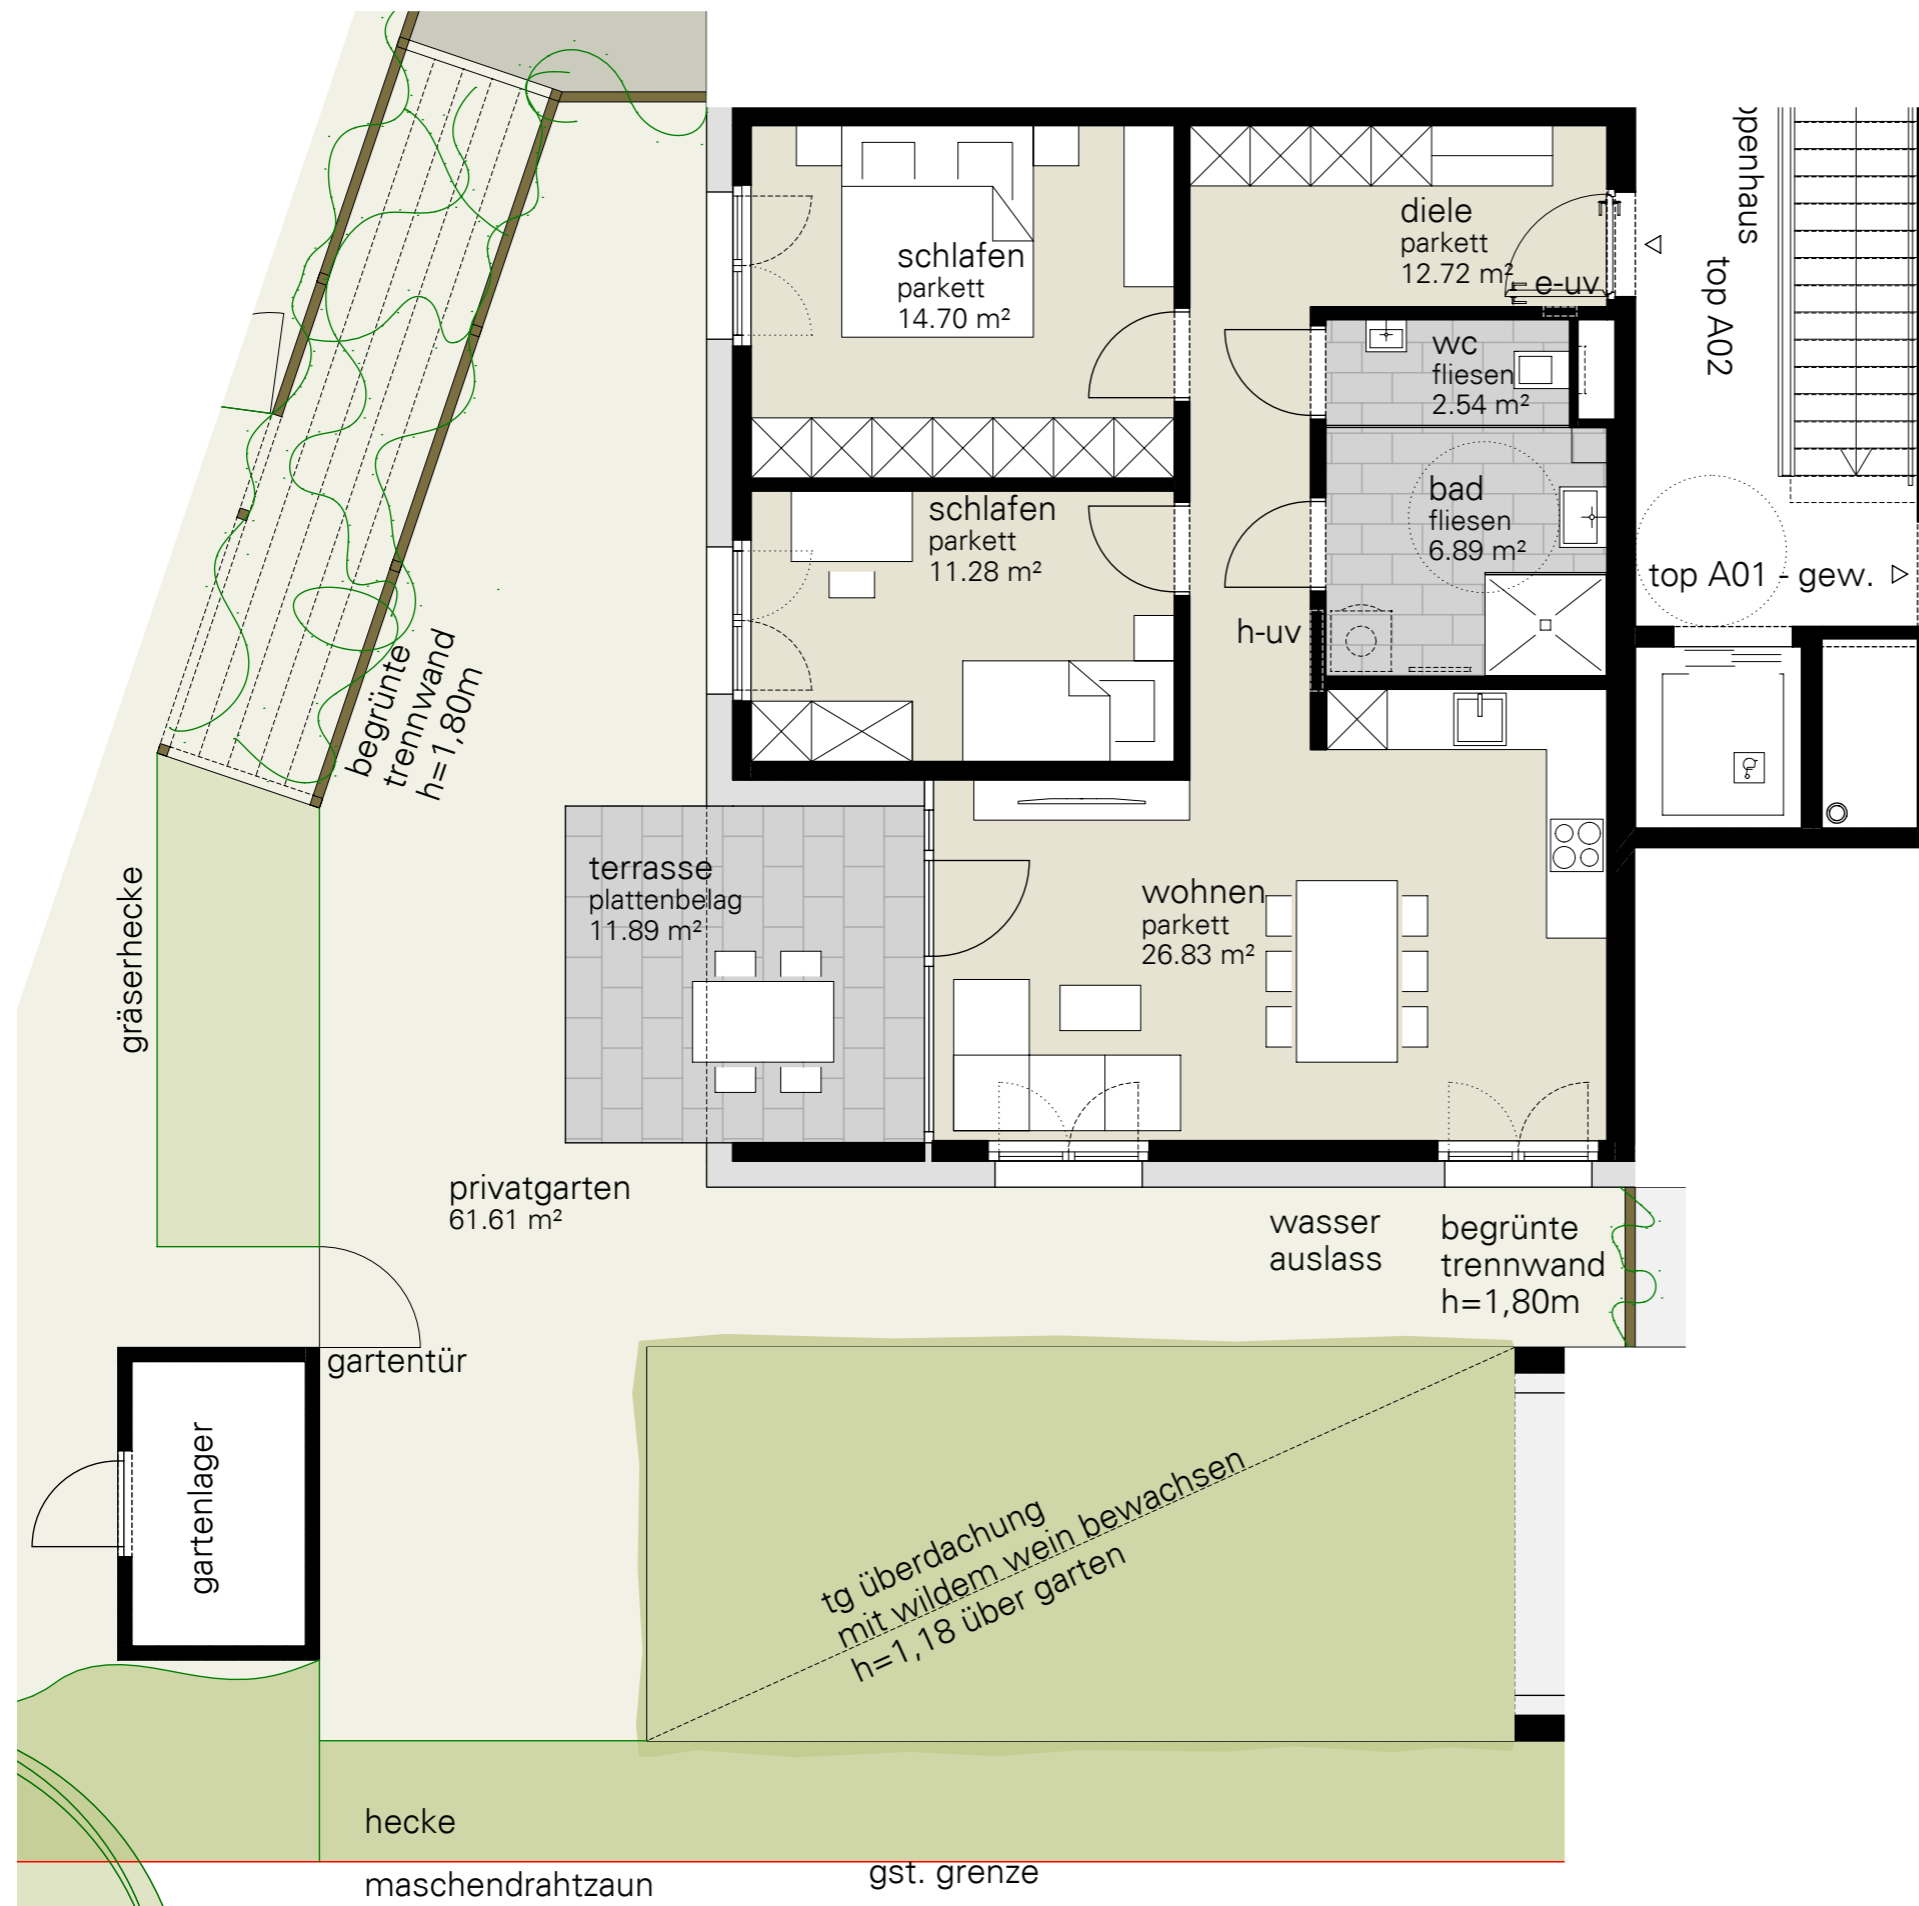 schlafen
parkett
14.70 m²
diele
parkett
12.72 m²
e-uv
wc
fliesen
2.54 m²
schlafen
parkett
11.28 m²
bad
fliesen
6.89 m²
h-uv
top A02
top A01 - gew.
begrünte
trennwand
h=1,80m
terrasse
plattenbelag
11.89 m²
wohnen
parkett
26.83 m²
gräserhecke
privatgarten
61.61 m²
wasser
auslass
begrünte
trennwand
h=1,80m
gartentür
gartenlager
tg überdachung
mit wildem wein bewachsen
h=1,18 über garten
hecke
maschendrahtzaun
gst. grenze